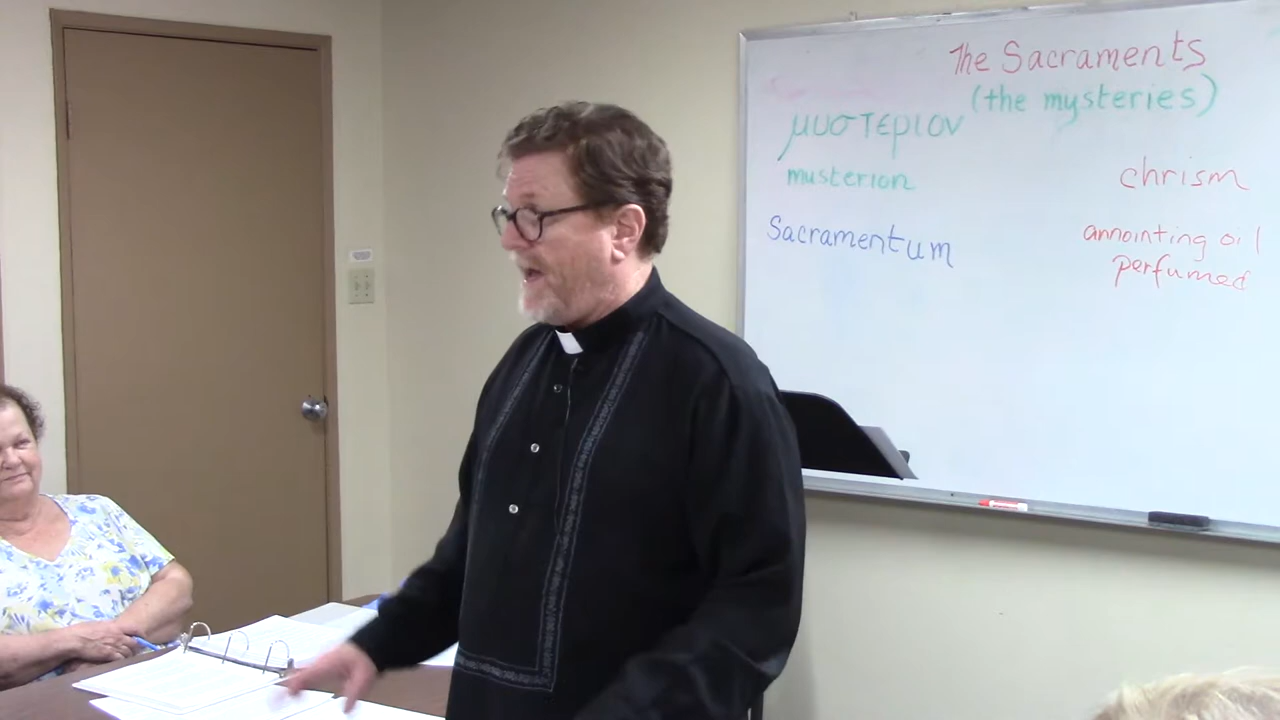 The Sacraments
(the mysteries)
μυστεριον
musterion
chrism
Sacramentum
annointing oil
perfumed